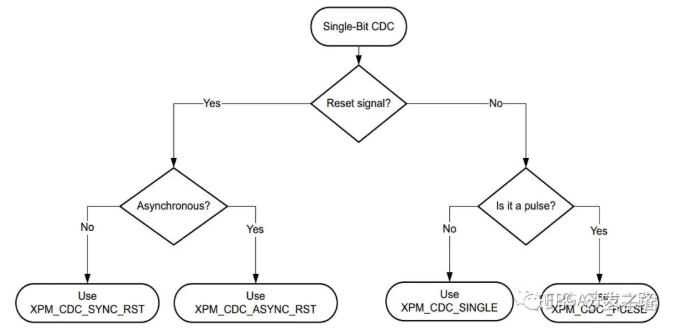 Single-Bit CDC
Reset signal?
Yes
No
Asynchronous?
Is it a pulse?
No
Yes
No
Yes
Use
XPM_CDC_SYNC_RST
Use
XPM_CDC_ASYNC_RST
Use
XPM_CDC_SINGLE
Use
XPM_CDC_PULSE
FPGA开发之路